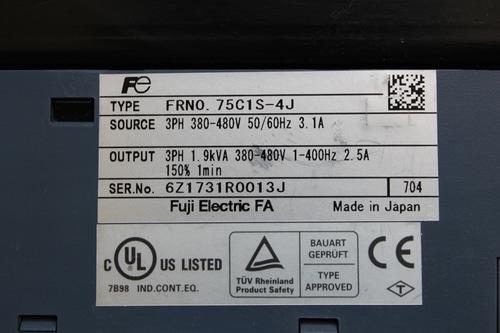 Fe
TYPE FRN0.75C1S-4J
SOURCE 3PH 380-480V 50/60Hz 3.1A
OUTPUT 3PH 1.9kVA 380-480V 1-400Hz 2.5A
150% 1min
SER.No. 6Z1731R0013J 704
Fuji Electric FA Made in Japan
C UL US LISTED
7B98 IND.CONT.EQ.
TÜV Rheinland
Product Safety
BAUART
GEPRÜFT
TYPE
APPROVED
CE
T